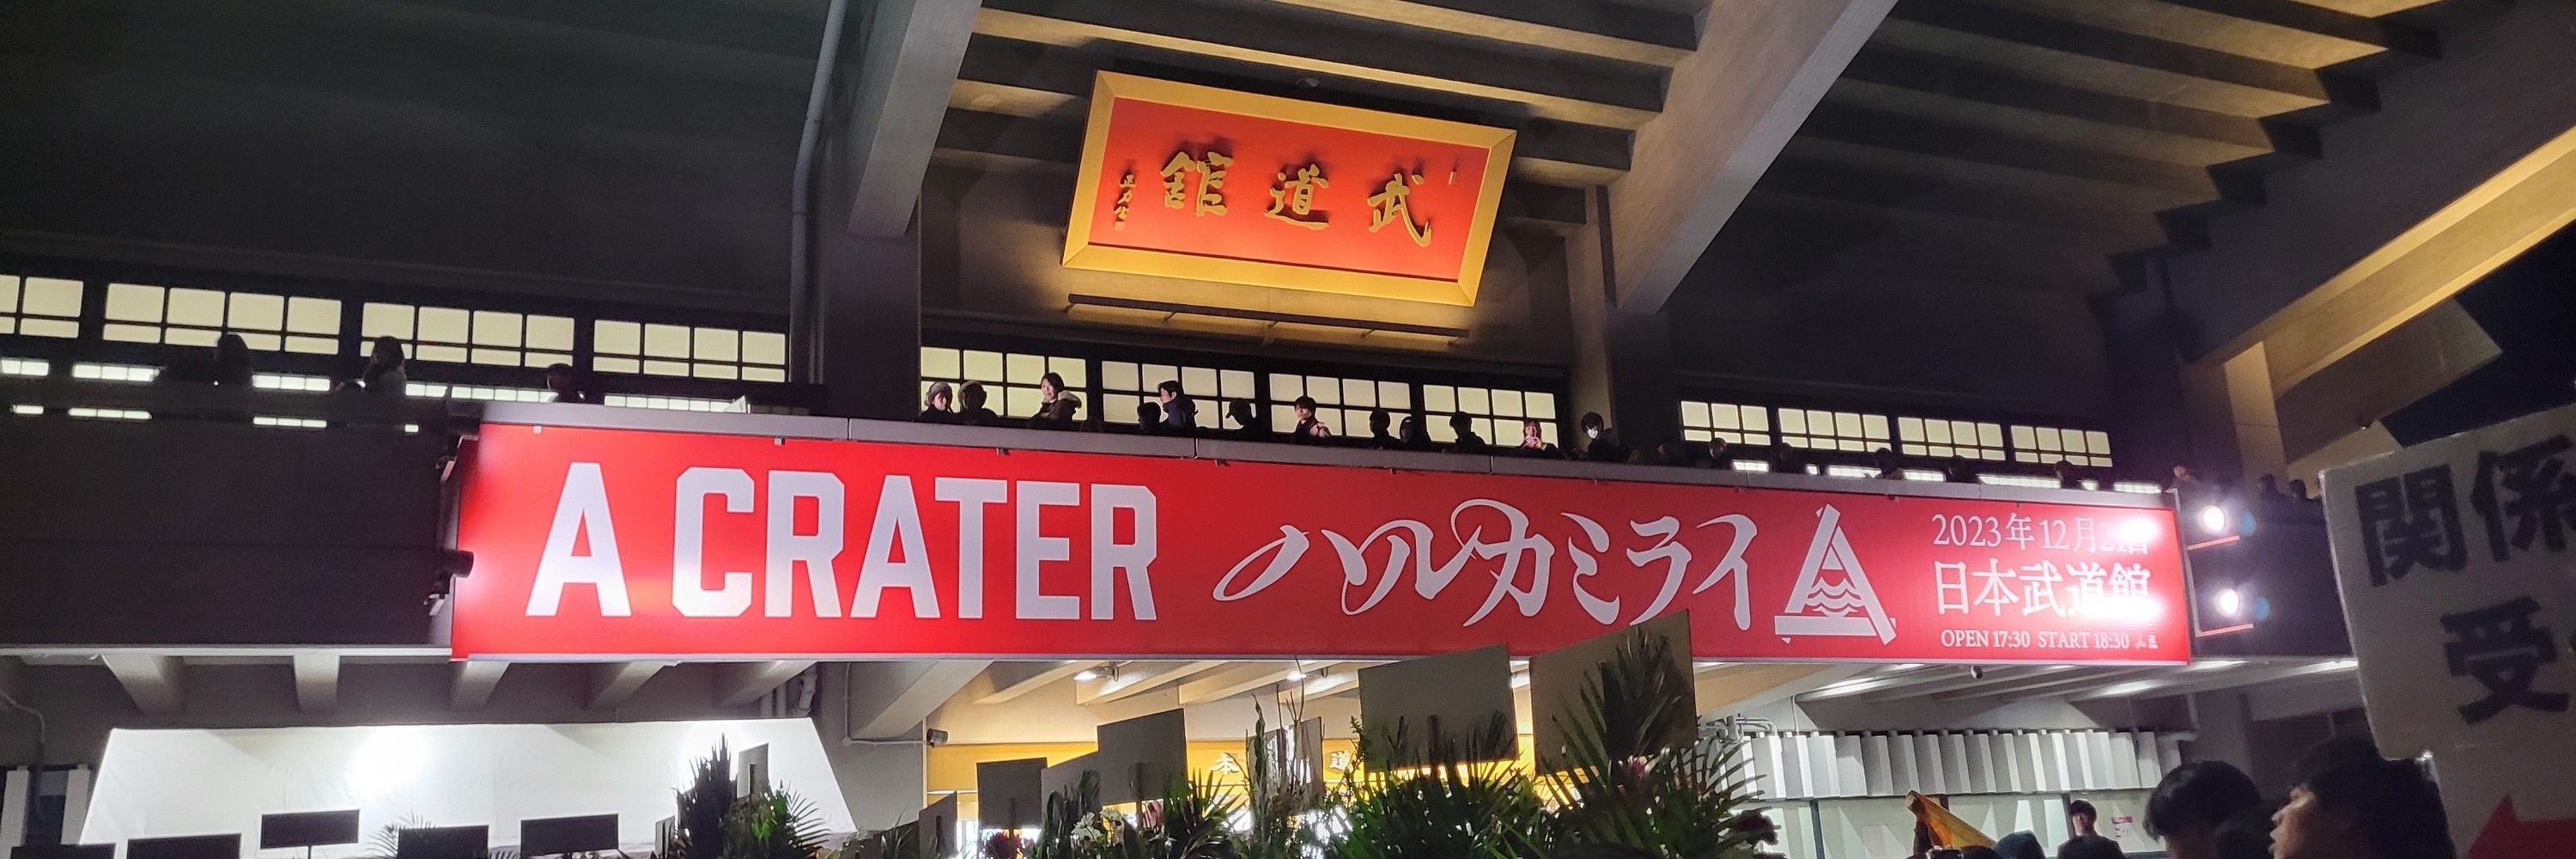 武道館
A CRATER ハルカミライ
2023年12月21日
日本武道館
OPEN 17:30 START 18:30
関係
受